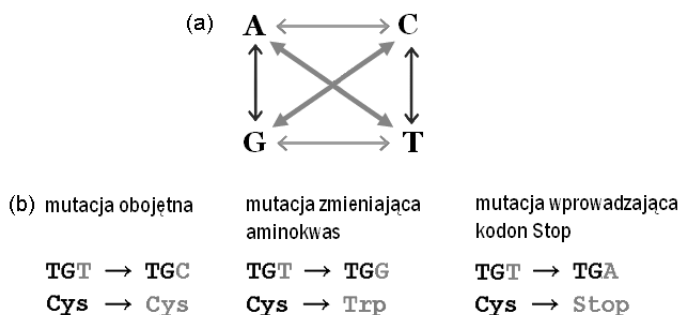 (a) A C
G T
(b) mutacja obojętna mutacja zmieniająca mutacja wprowadzająca
aminokwas kodon Stop
TGT → TGC TGT → TGG TGT → TGA
Cys → Cys Cys → Trp Cys → Stop